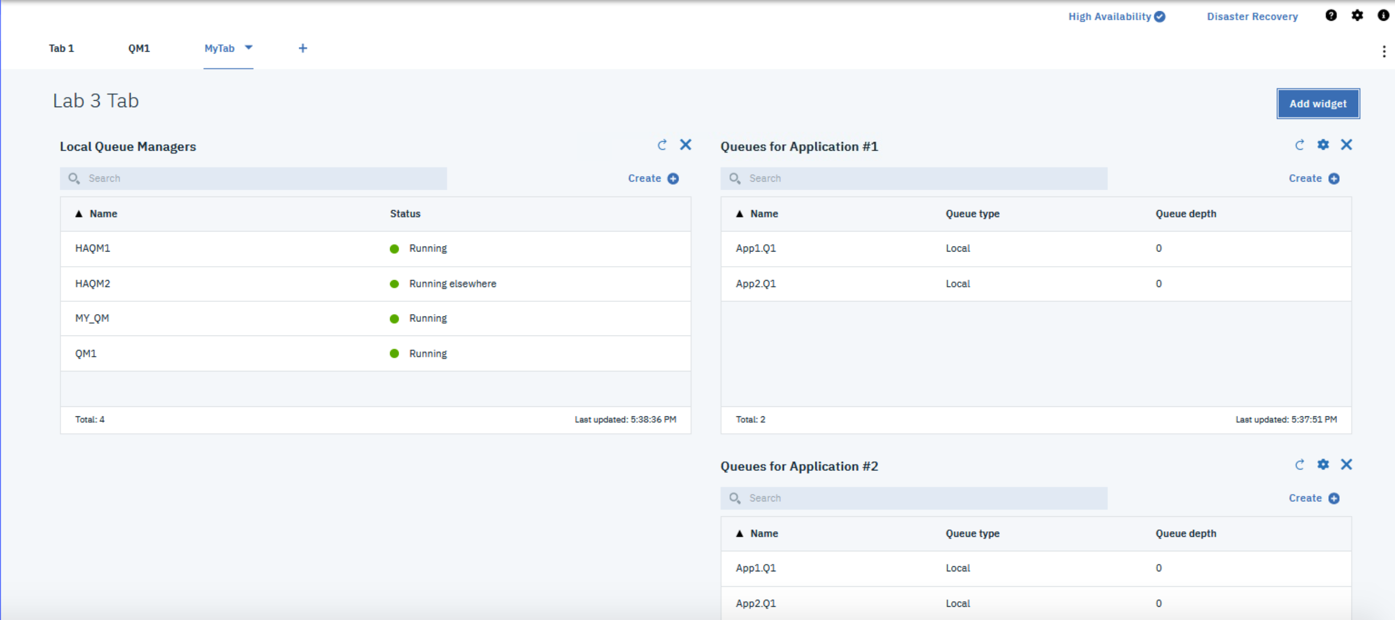 High Availability Disaster Recovery
Tab 1 QM1 MyTab +
Lab 3 Tab
Add widget
Local Queue Managers
Search Create
Name Status
HAQM1 Running
HAQM2 Running elsewhere
MY_QM Running
QM1 Running
Total: 4 Last updated: 5:38:36 PM
Queues for Application #1
Search Create
Name Queue type Queue depth
App1.Q1 Local 0
App2.Q1 Local 0
Total: 2 Last updated: 5:37:51 PM
Queues for Application #2
Search Create
Name Queue type Queue depth
App1.Q1 Local 0
App2.Q1 Local 0